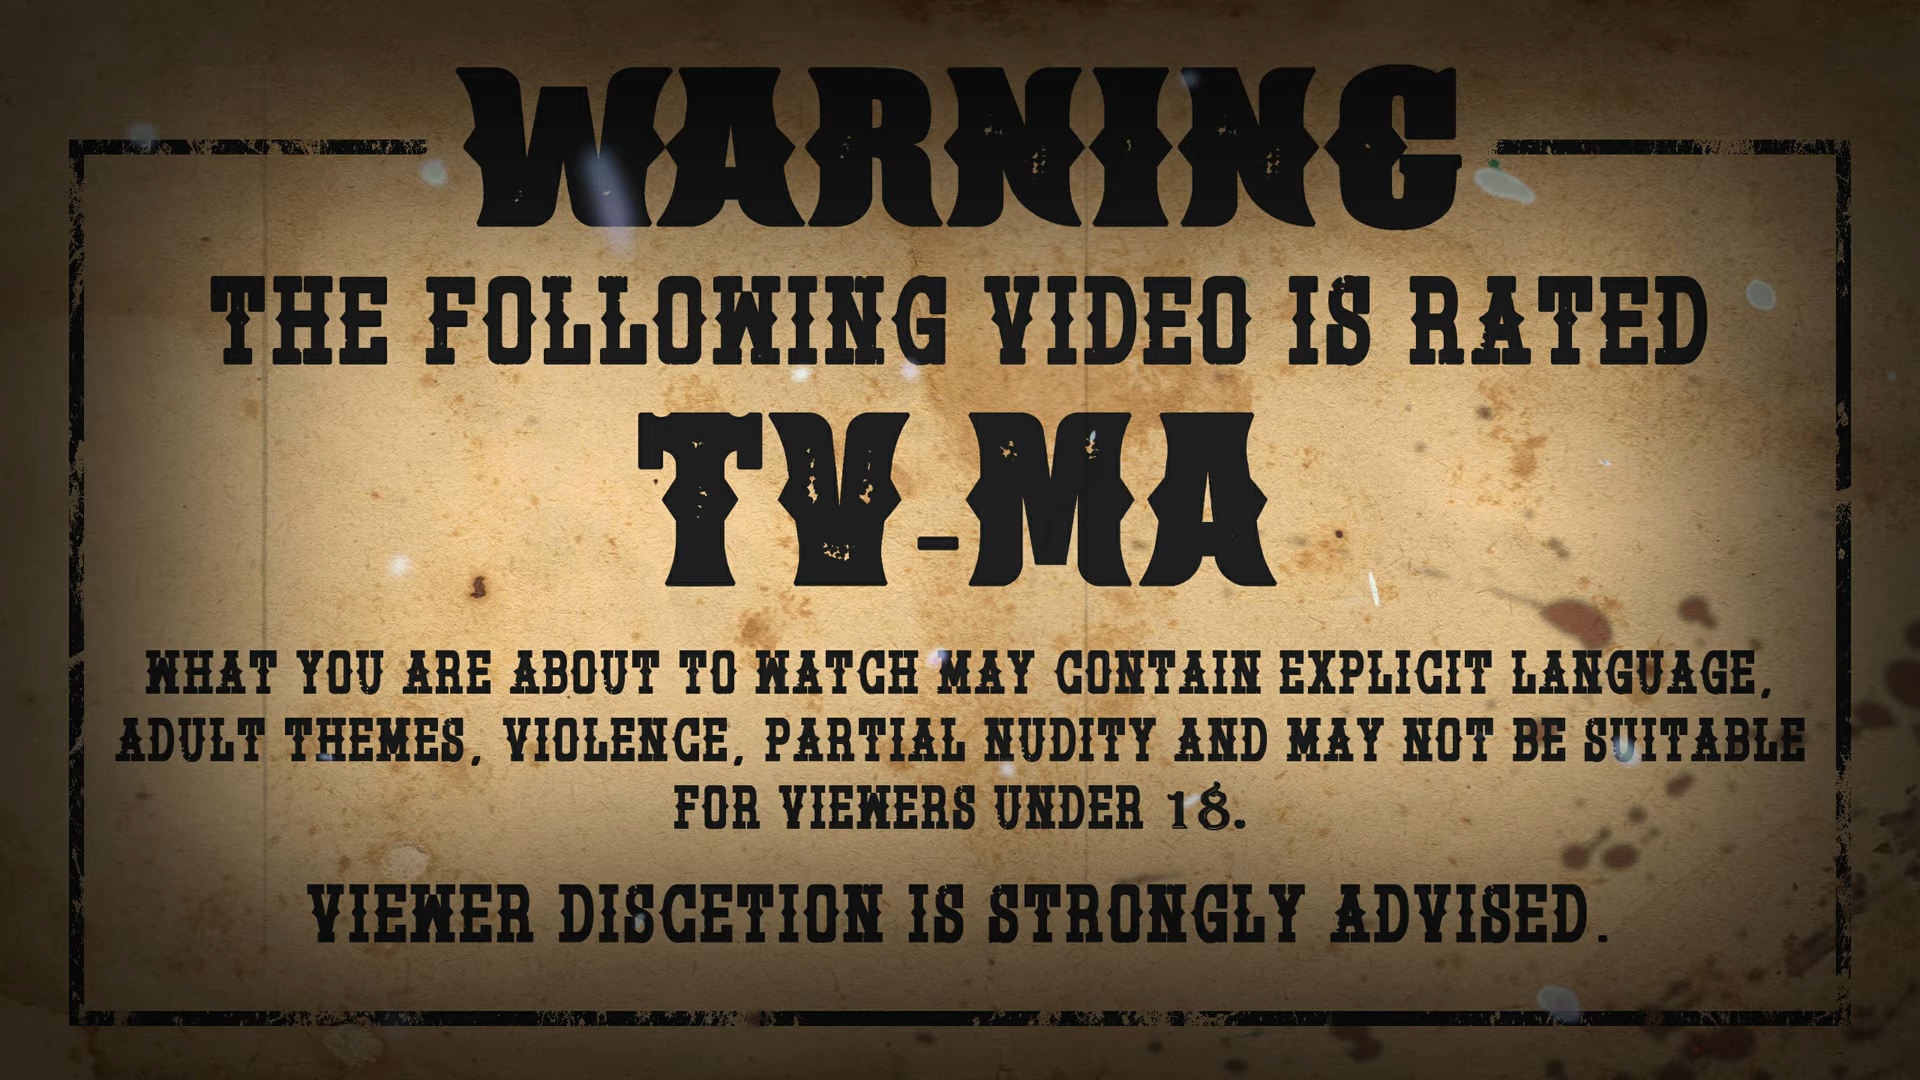 WARNING
THE FOLLOWING VIDEO IS RATED
TV-MA
WHAT YOU ARE ABOUT TO WATCH MAY CONTAIN EXPLICIT LANGUAGE,
ADULT THEMES, VIOLENCE, PARTIAL NUDITY AND MAY NOT BE SUITABLE
FOR VIEWERS UNDER 18.
VIEWER DISCETION IS STRONGLY ADVISED.